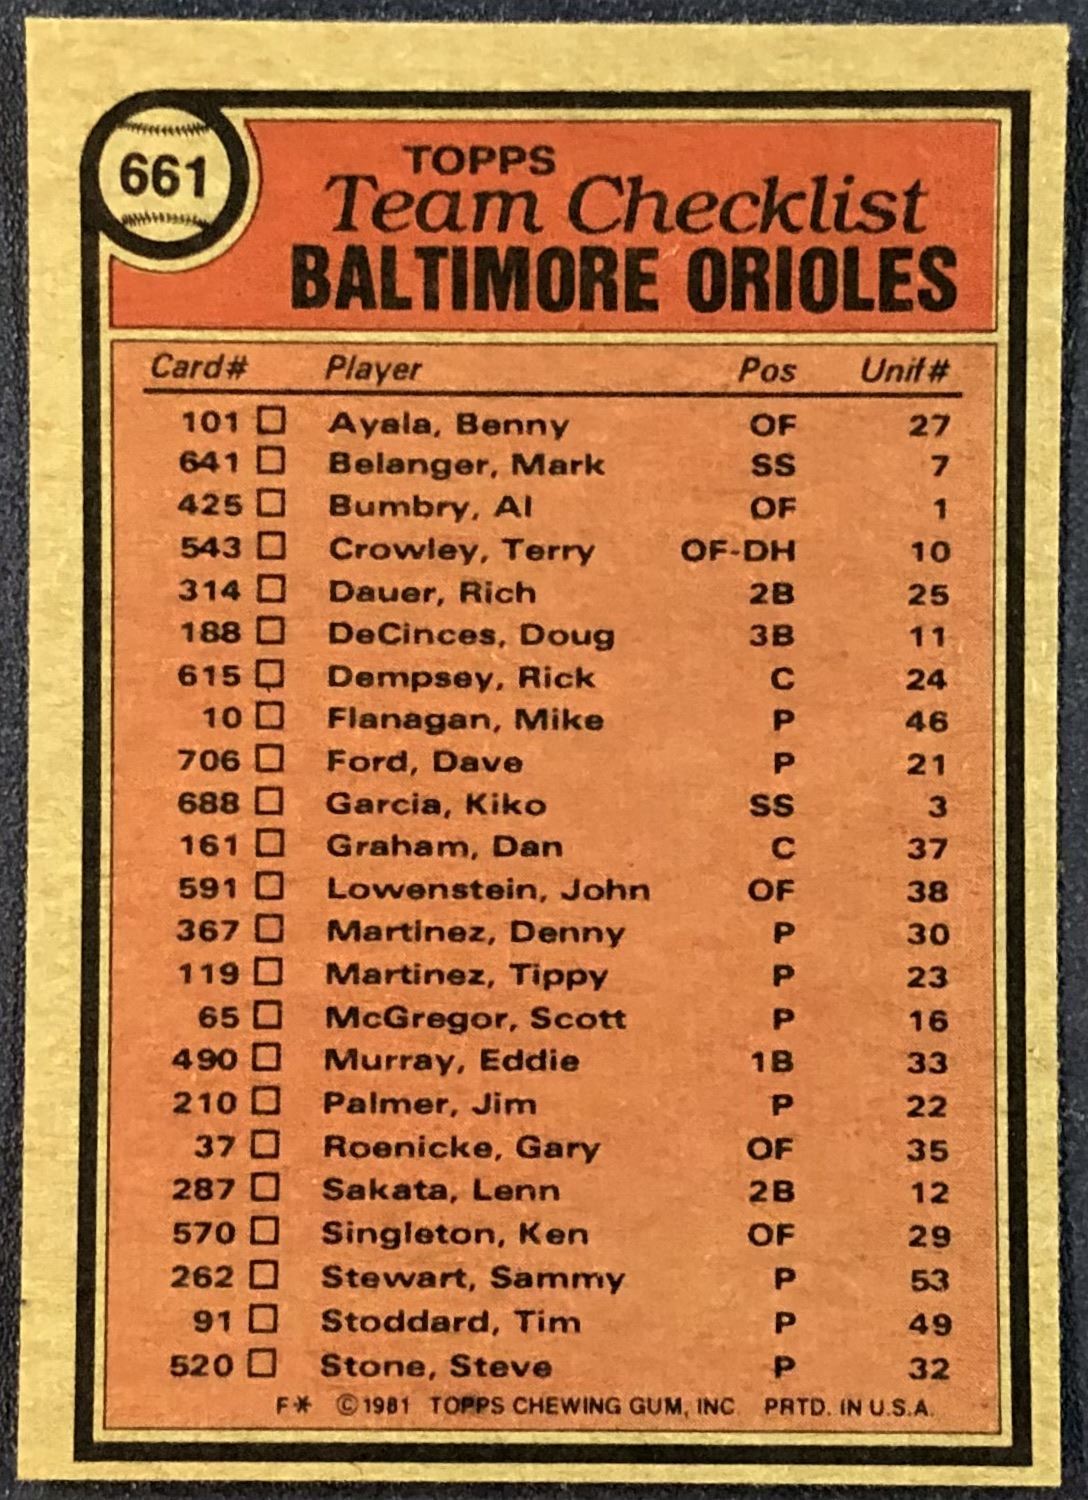 661
TOPPS
Team Checklist
BALTIMORE ORIOLES
Card# Player Pos Unif#
101 Ayala, Benny OF 27
641 Belanger, Mark SS 7
425 Bumbry, Al OF 1
543 Crowley, Terry OF-DH 10
314 Dauer, Rich 2B 25
188 DeCinces, Doug 3B 11
615 Dempsey, Rick C 24
10 Flanagan, Mike P 46
706 Ford, Dave P 21
688 Garcia, Kiko SS 3
161 Graham, Dan C 37
591 Lowenstein, John OF 38
367 Martinez, Denny P 30
119 Martinez, Tippy P 23
65 McGregor, Scott P 16
490 Murray, Eddie 1B 33
210 Palmer, Jim P 22
37 Roenicke, Gary OF 35
287 Sakata, Lenn 2B 12
570 Singleton, Ken OF 29
262 Stewart, Sammy P 53
91 Stoddard, Tim P 49
520 Stone, Steve P 32
F* ©1981 TOPPS CHEWING GUM, INC. PRTD. IN U.S.A.